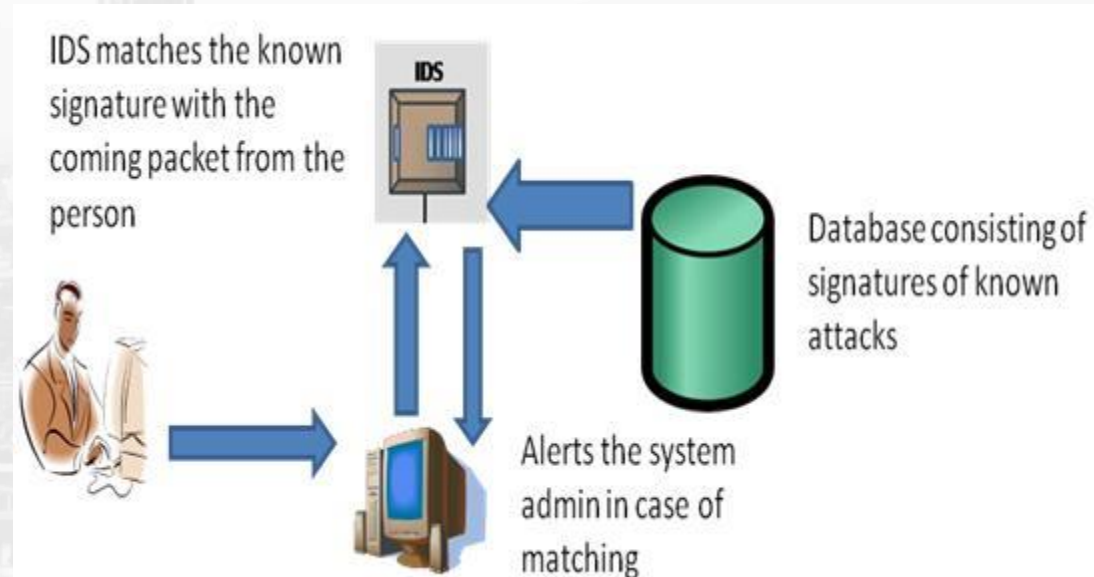 IDS matches the known
signature with the
coming packet from the
person
IDS
Database consisting of
signatures of known
attacks
Alerts the system
admin in case of
matching